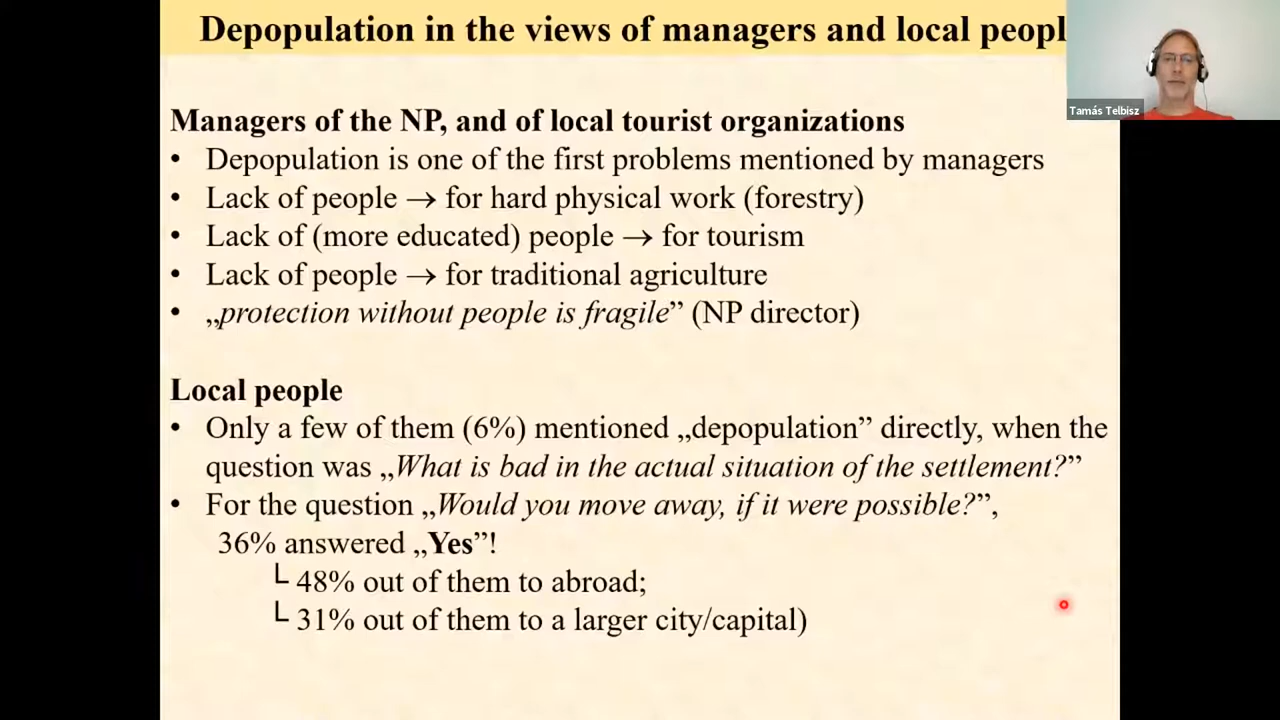 Depopulation in the views of managers and local peopl
Tamás Telbisz
Managers of the NP, and of local tourist organizations
• Depopulation is one of the first problems mentioned by managers
• Lack of people → for hard physical work (forestry)
• Lack of (more educated) people → for tourism
• Lack of people → for traditional agriculture
• „protection without people is fragile” (NP director)
Local people
• Only a few of them (6%) mentioned „depopulation” directly, when the
question was „What is bad in the actual situation of the settlement?”
• For the question „Would you move away, if it were possible?”,
36% answered „Yes”!
└ 48% out of them to abroad;
└ 31% out of them to a larger city/capital)